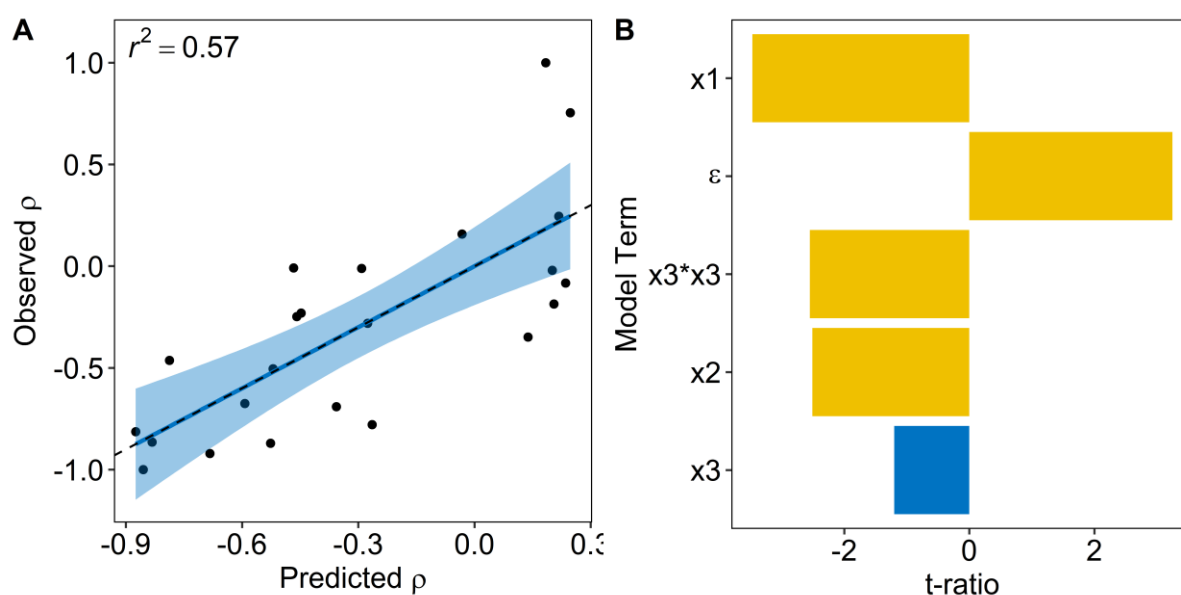 A
r² = 0.57
1.0
0.5
0.0
-0.5
-1.0
Observed ρ
-0.9
-0.6
-0.3
0.0
0.3
Predicted ρ
B
Model Term
x1
ε
x3*x3
x2
x3
-2
0
2
t-ratio